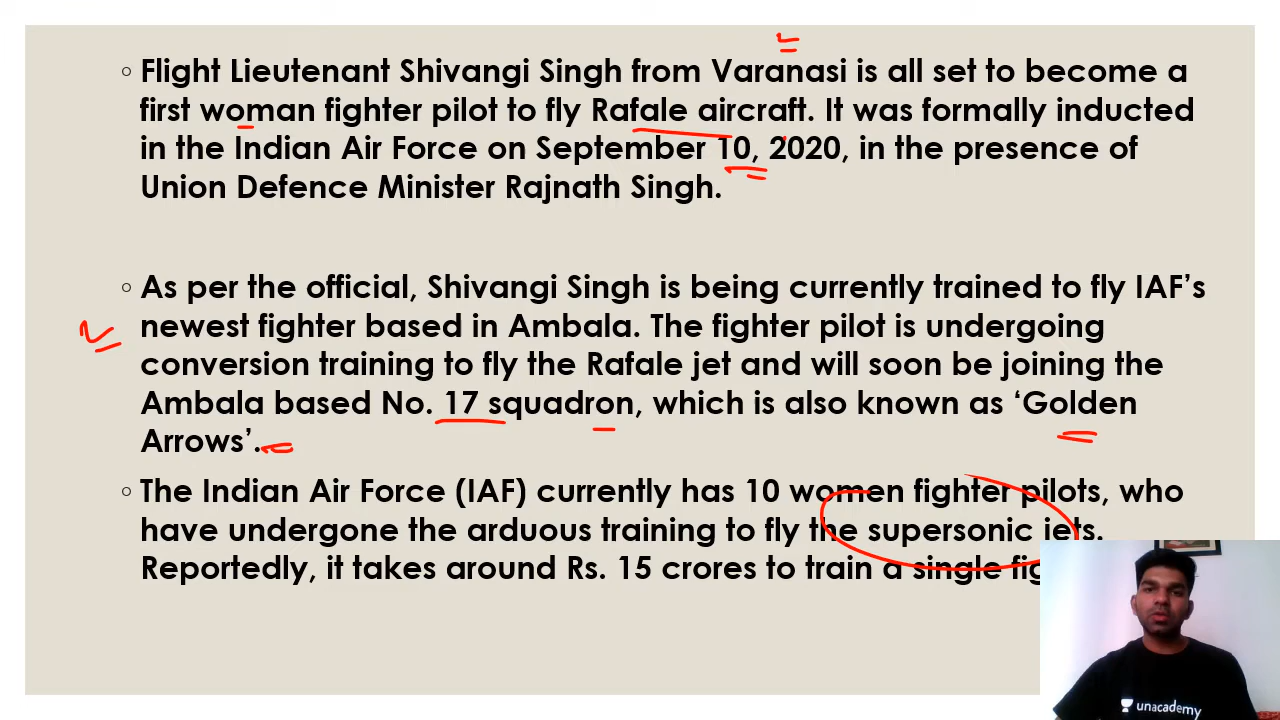 ◦ Flight Lieutenant Shivangi Singh from Varanasi is all set to become a
first woman fighter pilot to fly Rafale aircraft. It was formally inducted
in the Indian Air Force on September 10, 2020, in the presence of
Union Defence Minister Rajnath Singh.
◦ As per the official, Shivangi Singh is being currently trained to fly IAF’s
newest fighter based in Ambala. The fighter pilot is undergoing
conversion training to fly the Rafale jet and will soon be joining the
Ambala based No. 17 squadron, which is also known as ‘Golden
Arrows’.
◦ The Indian Air Force (IAF) currently has 10 women fighter pilots, who
have undergone the arduous training to fly the supersonic jets.
Reportedly, it takes around Rs. 15 crores to train a single
unacademy